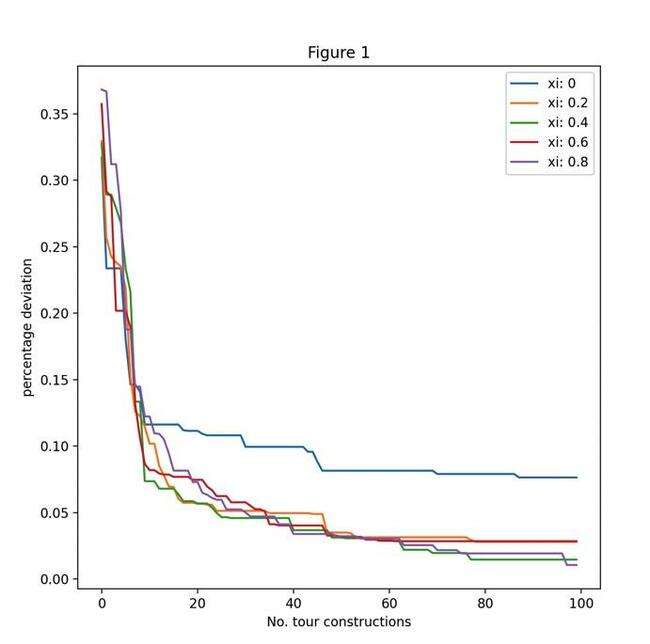 Figure 1
xi: 0
xi: 0.2
xi: 0.4
xi: 0.6
xi: 0.8
percentage deviation
0.35
0.30
0.25
0.20
0.15
0.10
0.05
0.00
0 20 40 60 80 100
No. tour constructions